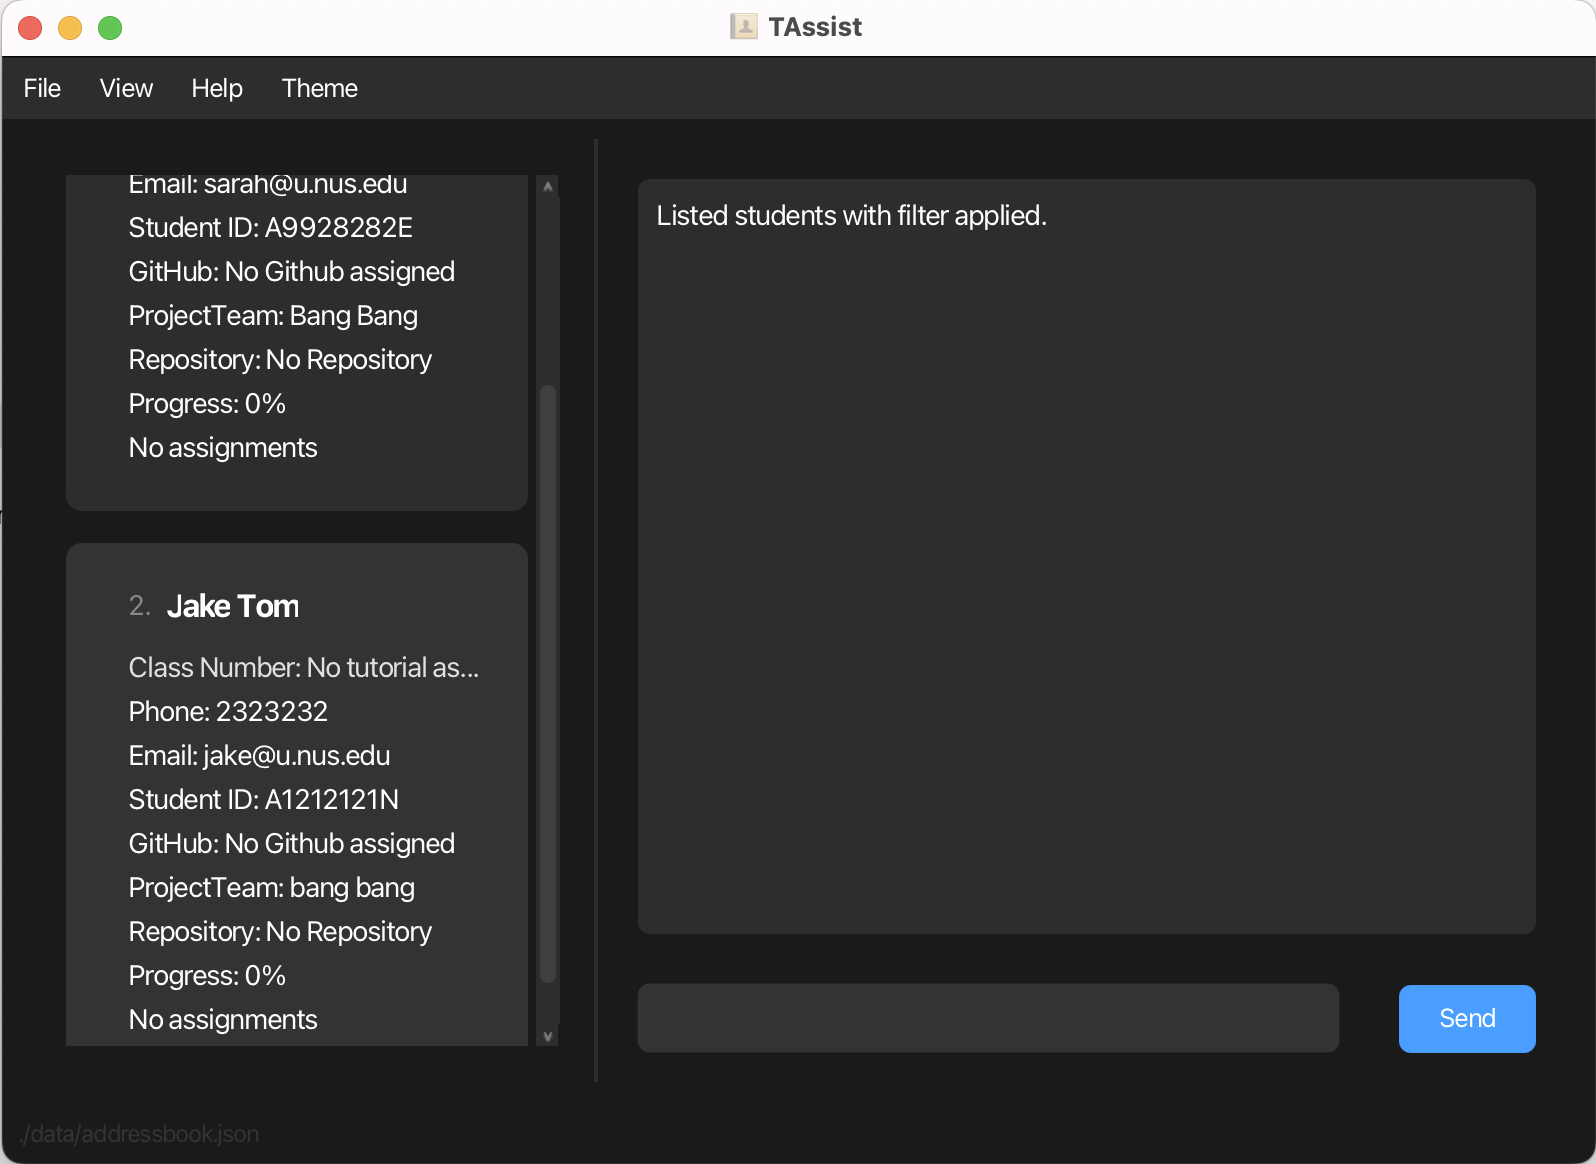 TAssist
File View Help Theme
Email: sarah@u.nus.edu
Student ID: A9928282E
GitHub: No Github assigned
ProjectTeam: Bang Bang
Repository: No Repository
Progress: 0%
No assignments
2. Jake Tom
Class Number: No tutorial as...
Phone: 2323232
Email: jake@u.nus.edu
Student ID: A1212121N
GitHub: No Github assigned
ProjectTeam: bang bang
Repository: No Repository
Progress: 0%
No assignments
Listed students with filter applied.
Send
./data/addressbook.json